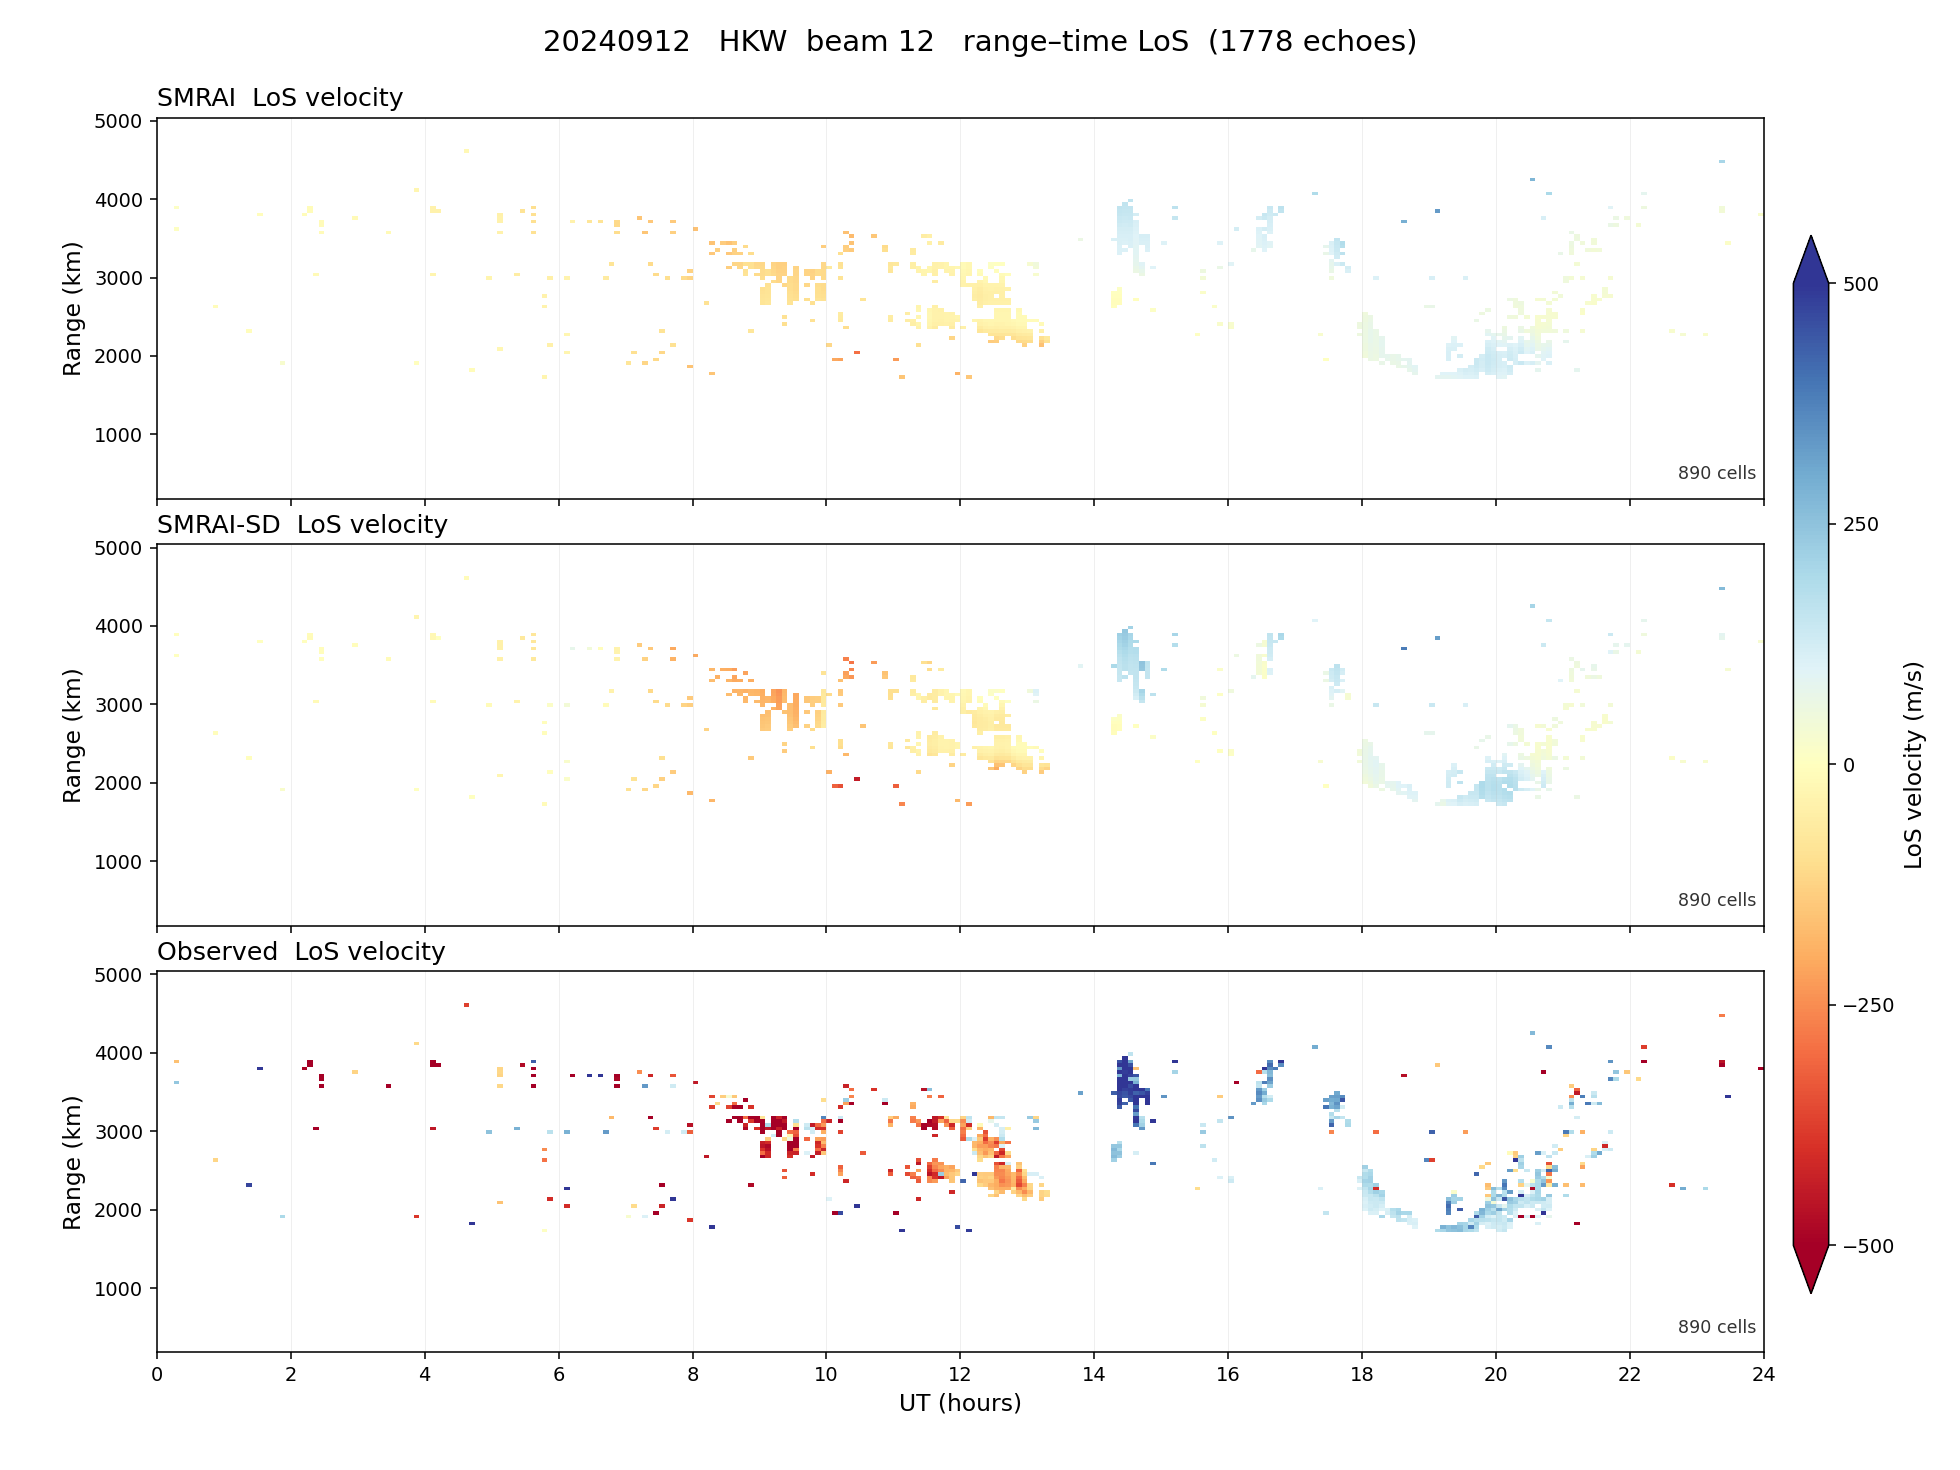 20240912   HKW  beam 12   range–time LoS  (1778 echoes)
SMRAI  LoS velocity
5000
4000
3000
2000
1000
Range (km)
890 cells
SMRAI-SD  LoS velocity
5000
4000
3000
2000
1000
Range (km)
890 cells
Observed  LoS velocity
5000
4000
3000
2000
1000
Range (km)
890 cells
0 2 4 6 8 10 12 14 16 18 20 22 24
UT (hours)
500
250
0
−250
−500
LoS velocity (m/s)